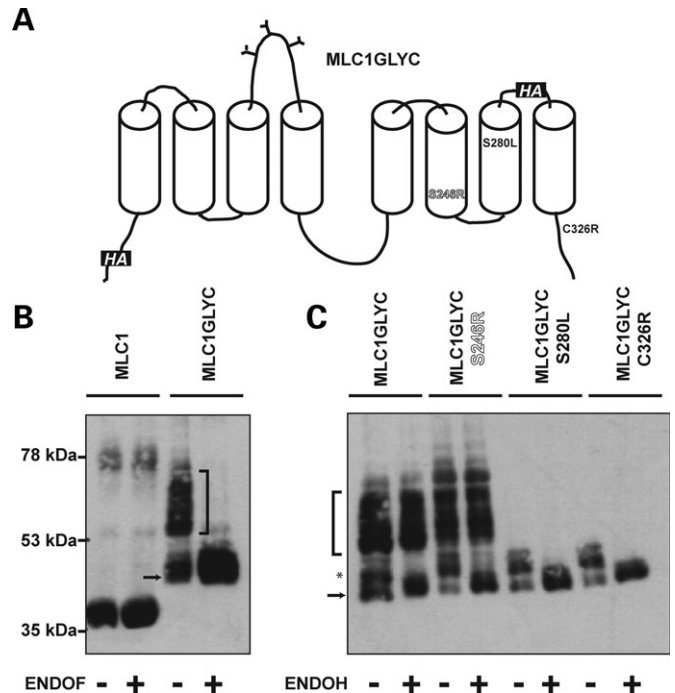 A
MLC1GLYC
HA
S280L
S246R
C326R
HA
B
MLC1
MLC1GLYC
78 kDa
53 kDa
35 kDa
ENDOF - + - +
C
MLC1GLYC
MLC1GLYC
S246R
MLC1GLYC
S280L
MLC1GLYC
C326R
*
ENDOH - + - + - + - +